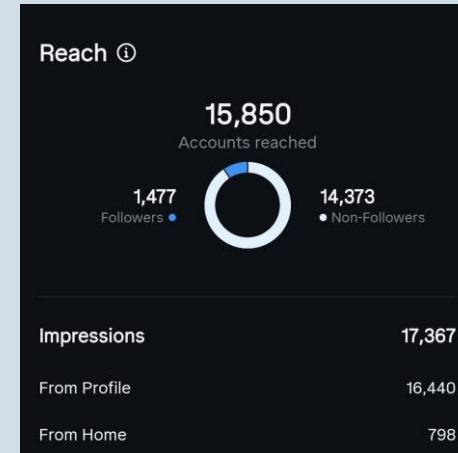 Reach
15,850
Accounts reached
1,477
Followers
14,373
Non-Followers
Impressions 17,367
From Profile 16,440
From Home 798